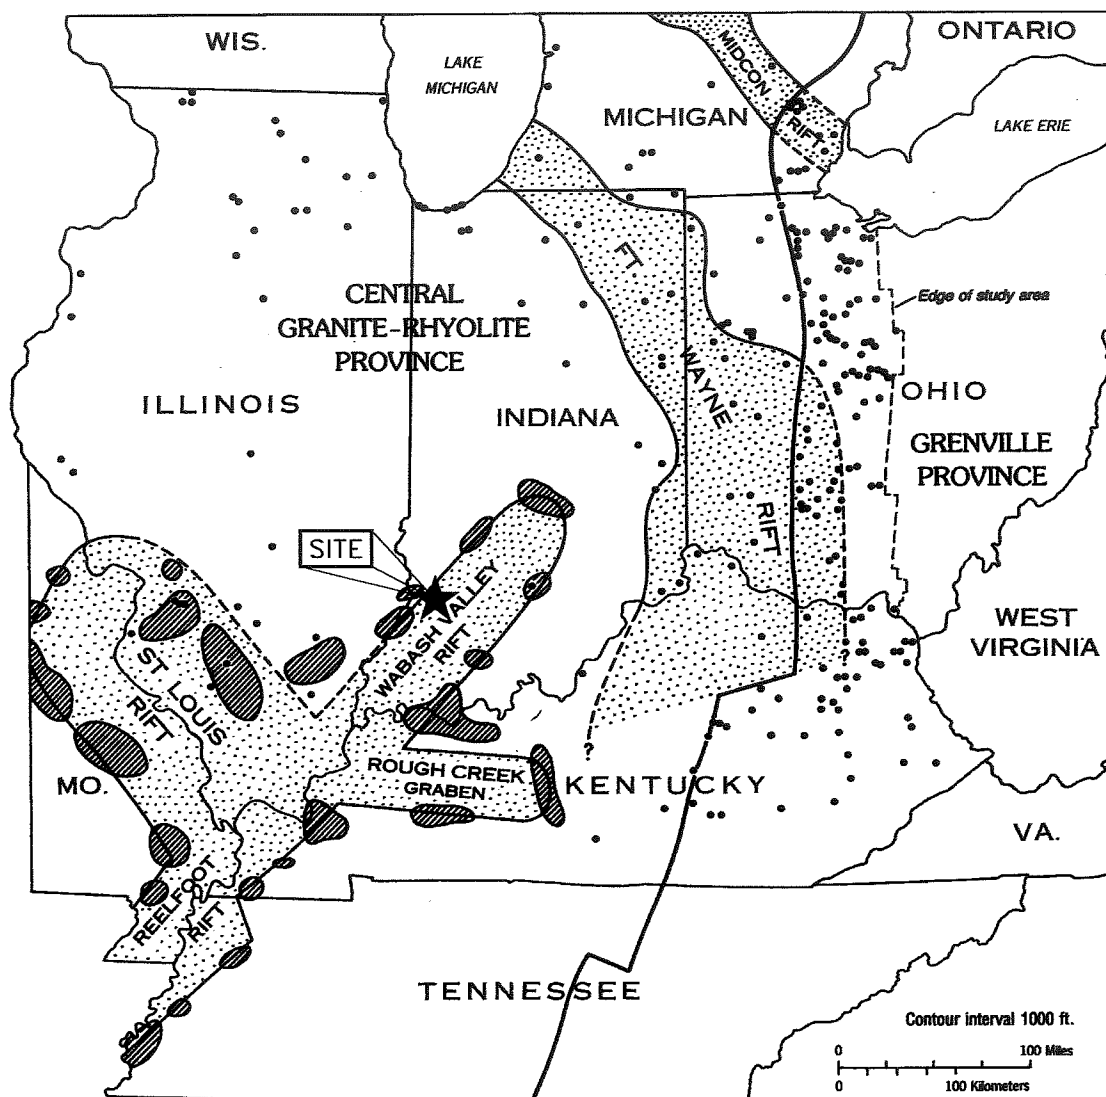 WIS.
LAKE
MICHIGAN
MIDCON
RIFT
ONTARIO
MICHIGAN
LAKE ERIE
FT
WAYNE
RIFT
Edge of study area
CENTRAL
GRANITE-RHYOLITE
PROVINCE
ILLINOIS
INDIANA
OHIO
GRENVILLE
PROVINCE
SITE
WABASH VALLEY
RIFT
WEST
VIRGINIA
ST LOUIS
RIFT
?
?
MO.
ROUGH CREEK
GRABEN
KENTUCKY
VA.
REELFOOT
RIFT
TENNESSEE
Contour interval 1000 ft.
0 100 Miles
0 100 Kilometers